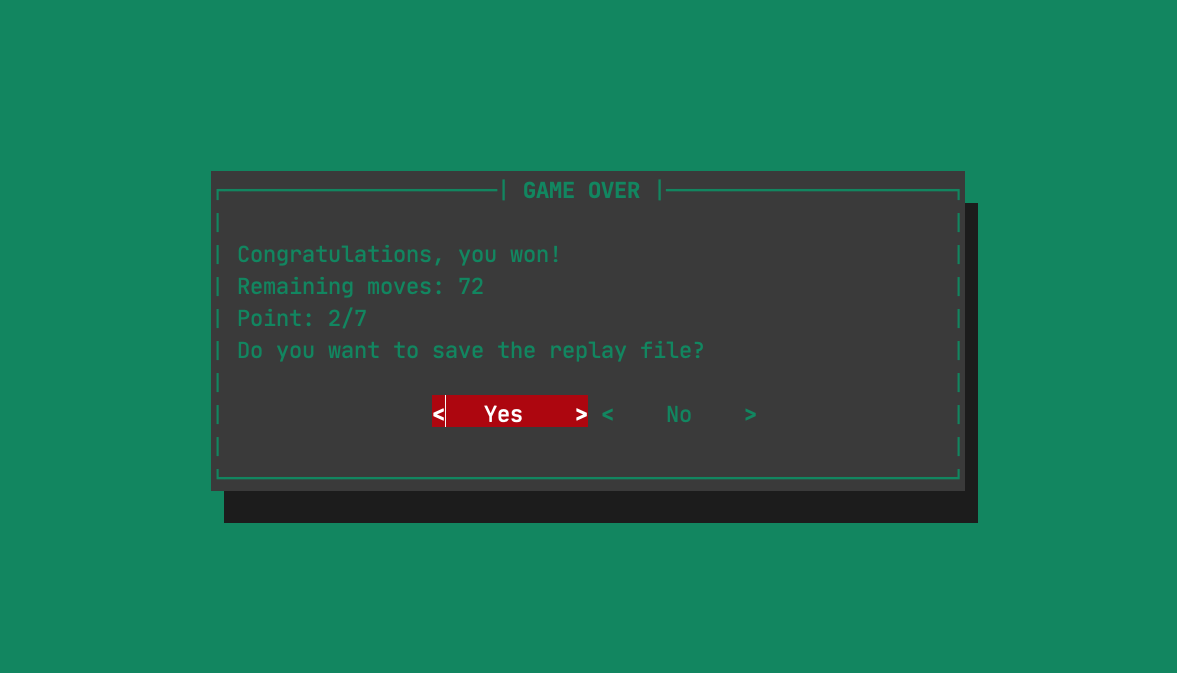 GAME OVER
Congratulations, you won!
Remaining moves: 72
Point: 2/7
Do you want to save the replay file?
< Yes > < No >